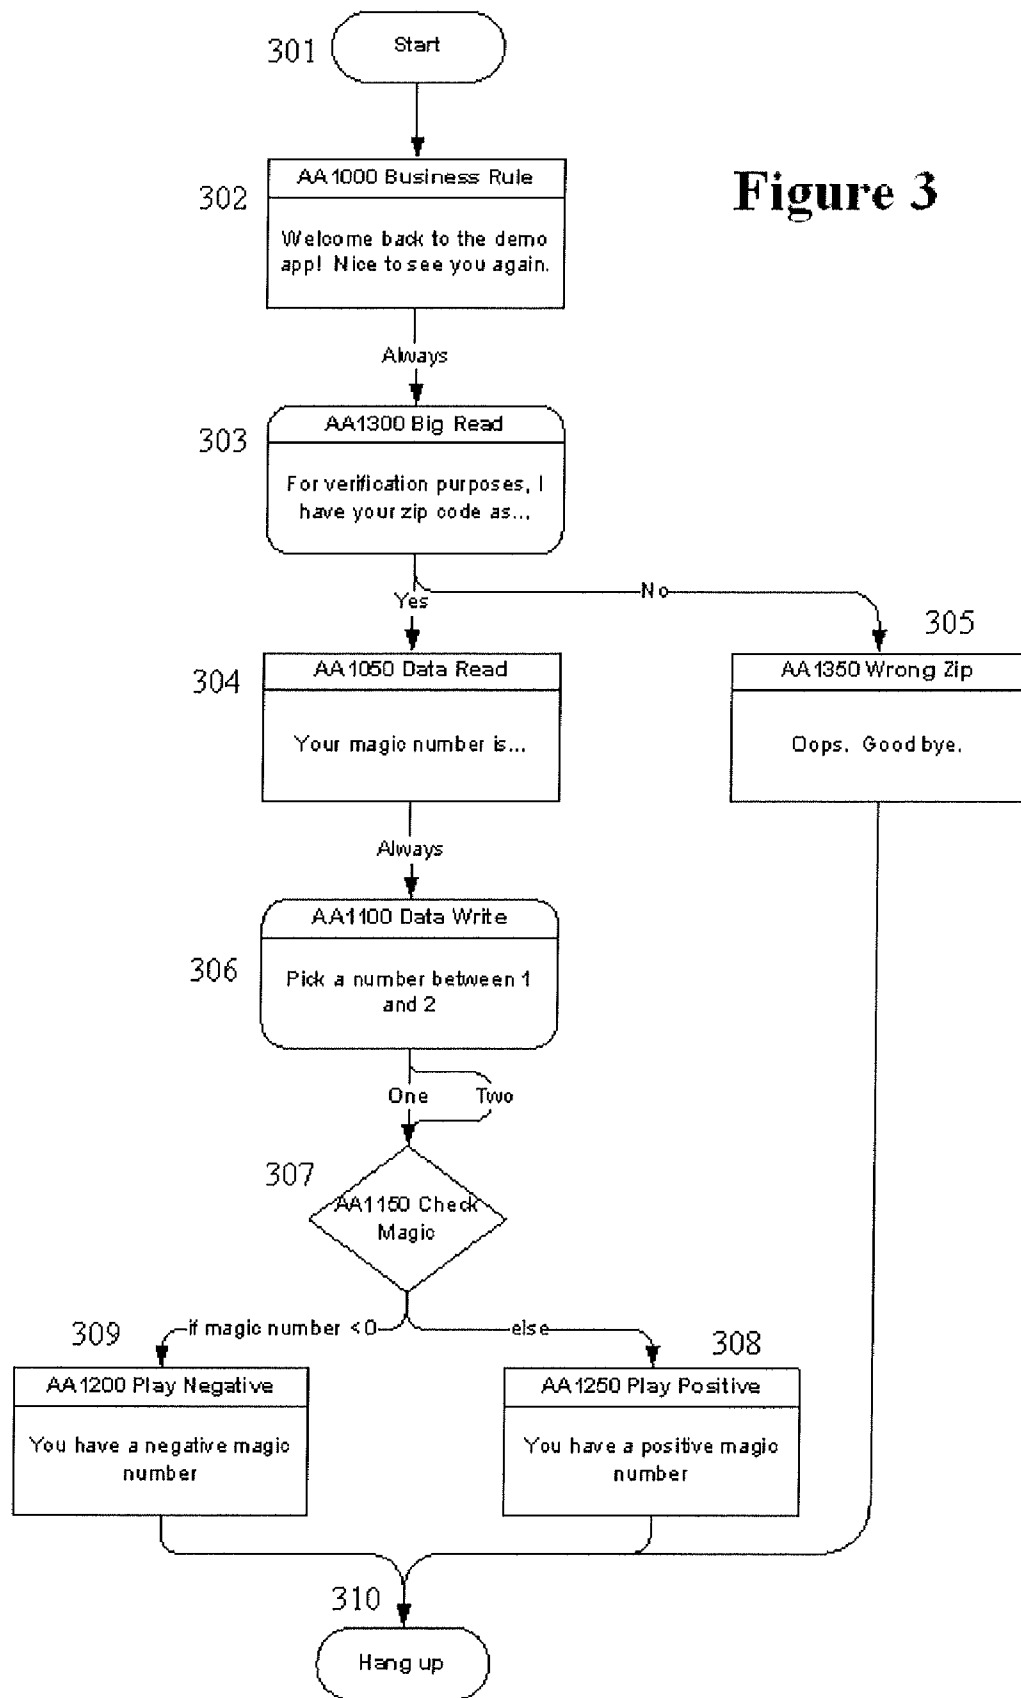 301
Start
Figure 3
302
AA1000 Business Rule
Welcome back to the demo
app! Nice to see you again.
Always
303
AA1300 Big Read
For verification purposes, I
have your zip code as...
Yes
No
304
AA1050 Data Read
Your magic number is...
305
AA1350 Wrong Zip
Oops. Good bye.
Always
306
AA1100 Data Write
Pick a number between 1
and 2
One
Two
307
AA1150 Check
Magic
if magic number <0
else
309
AA1200 Play Negative
You have a negative magic
number
308
AA1250 Play Positive
You have a positive magic
number
310
Hang up